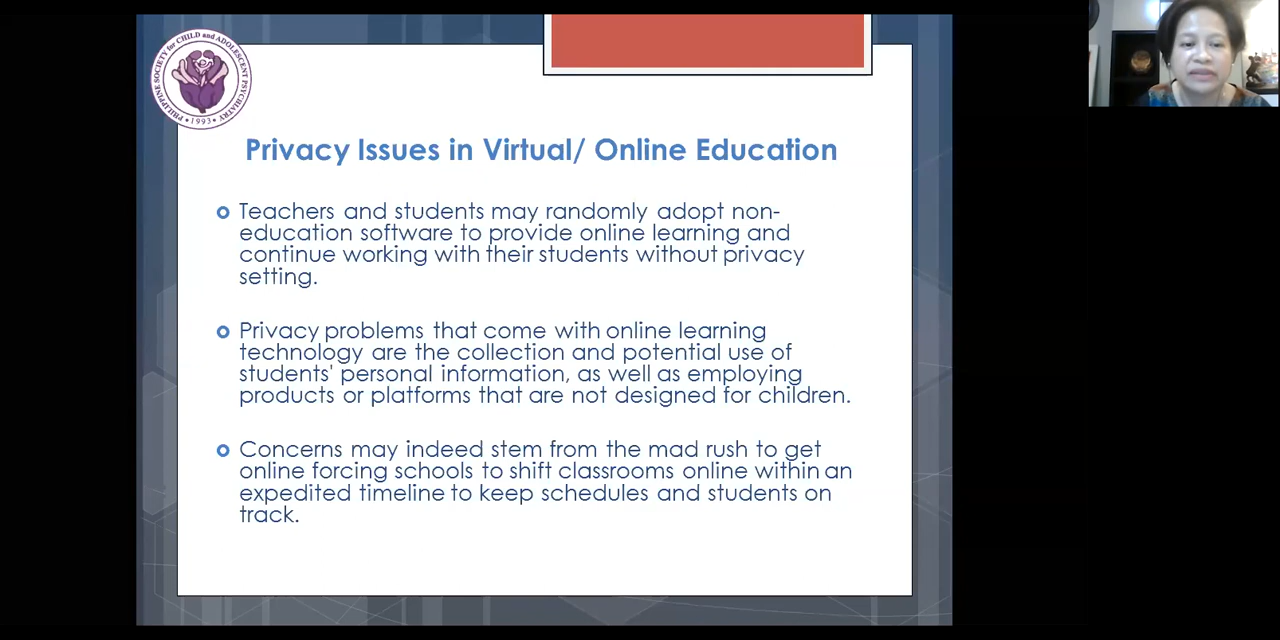 PHILIPPINE SOCIETY for CHILD and ADOLESCENT PSYCHIATRY
• 1993 •
Privacy Issues in Virtual/ Online Education
Teachers and students may randomly adopt non-
education software to provide online learning and
continue working with their students without privacy
setting.
Privacy problems that come with online learning
technology are the collection and potential use of
students' personal information, as well as employing
products or platforms that are not designed for children.
Concerns may indeed stem from the mad rush to get
online forcing schools to shift classrooms online within an
expedited timeline to keep schedules and students on
track.